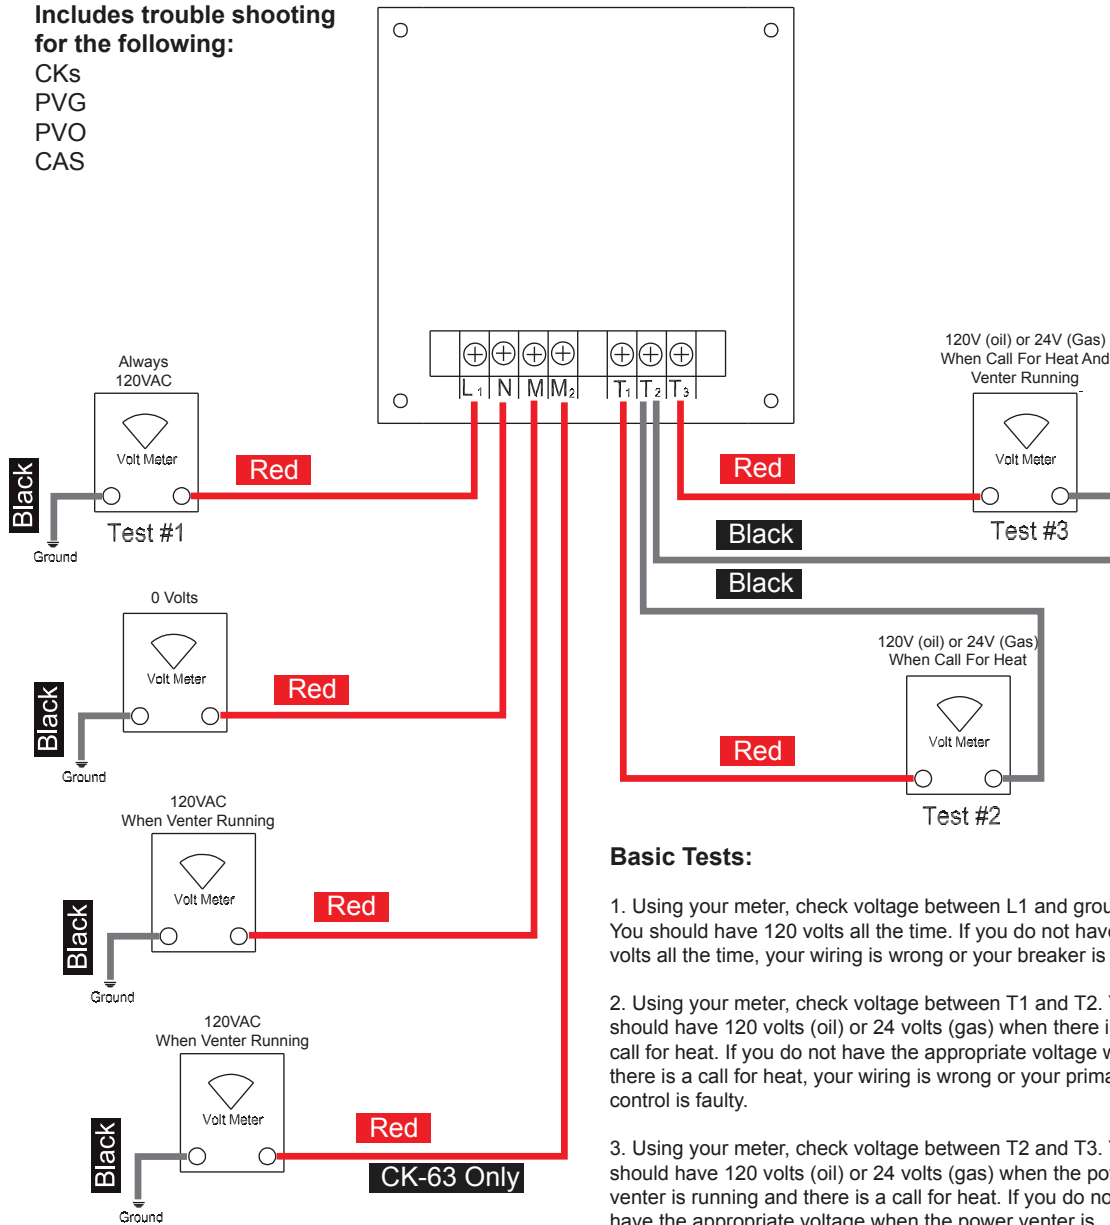 Includes trouble shooting
for the following:
CKs
PVG
PVO
CAS
L1 N M M2 T1 T2 T3
Always
120VAC
Volt Meter
Red
Black
Ground
Test #1
120V (oil) or 24V (Gas)
When Call For Heat And
Venter Running
Volt Meter
Red
Test #3
Black
Black
0 Volts
Volt Meter
Red
Black
Ground
120V (oil) or 24V (Gas)
When Call For Heat
Volt Meter
Red
Test #2
120VAC
When Venter Running
Volt Meter
Red
Black
Ground
120VAC
When Venter Running
Volt Meter
Red
CK-63 Only
Black
Ground
Basic Tests:
1. Using your meter, check voltage between L1 and
You should have 120 volts all the time. If you do not have
volts all the time, your wiring is wrong or your breaker is
2. Using your meter, check voltage between T1 and T2.
should have 120 volts (oil) or 24 volts (gas) when there
call for heat. If you do not have the appropriate voltage
there is a call for heat, your wiring is wrong or your
control is faulty.
3. Using your meter, check voltage between T2 and T3.
should have 120 volts (oil) or 24 volts (gas) when the
venter is running and there is a call for heat. If you do
have the appropriate voltage when the power venter is